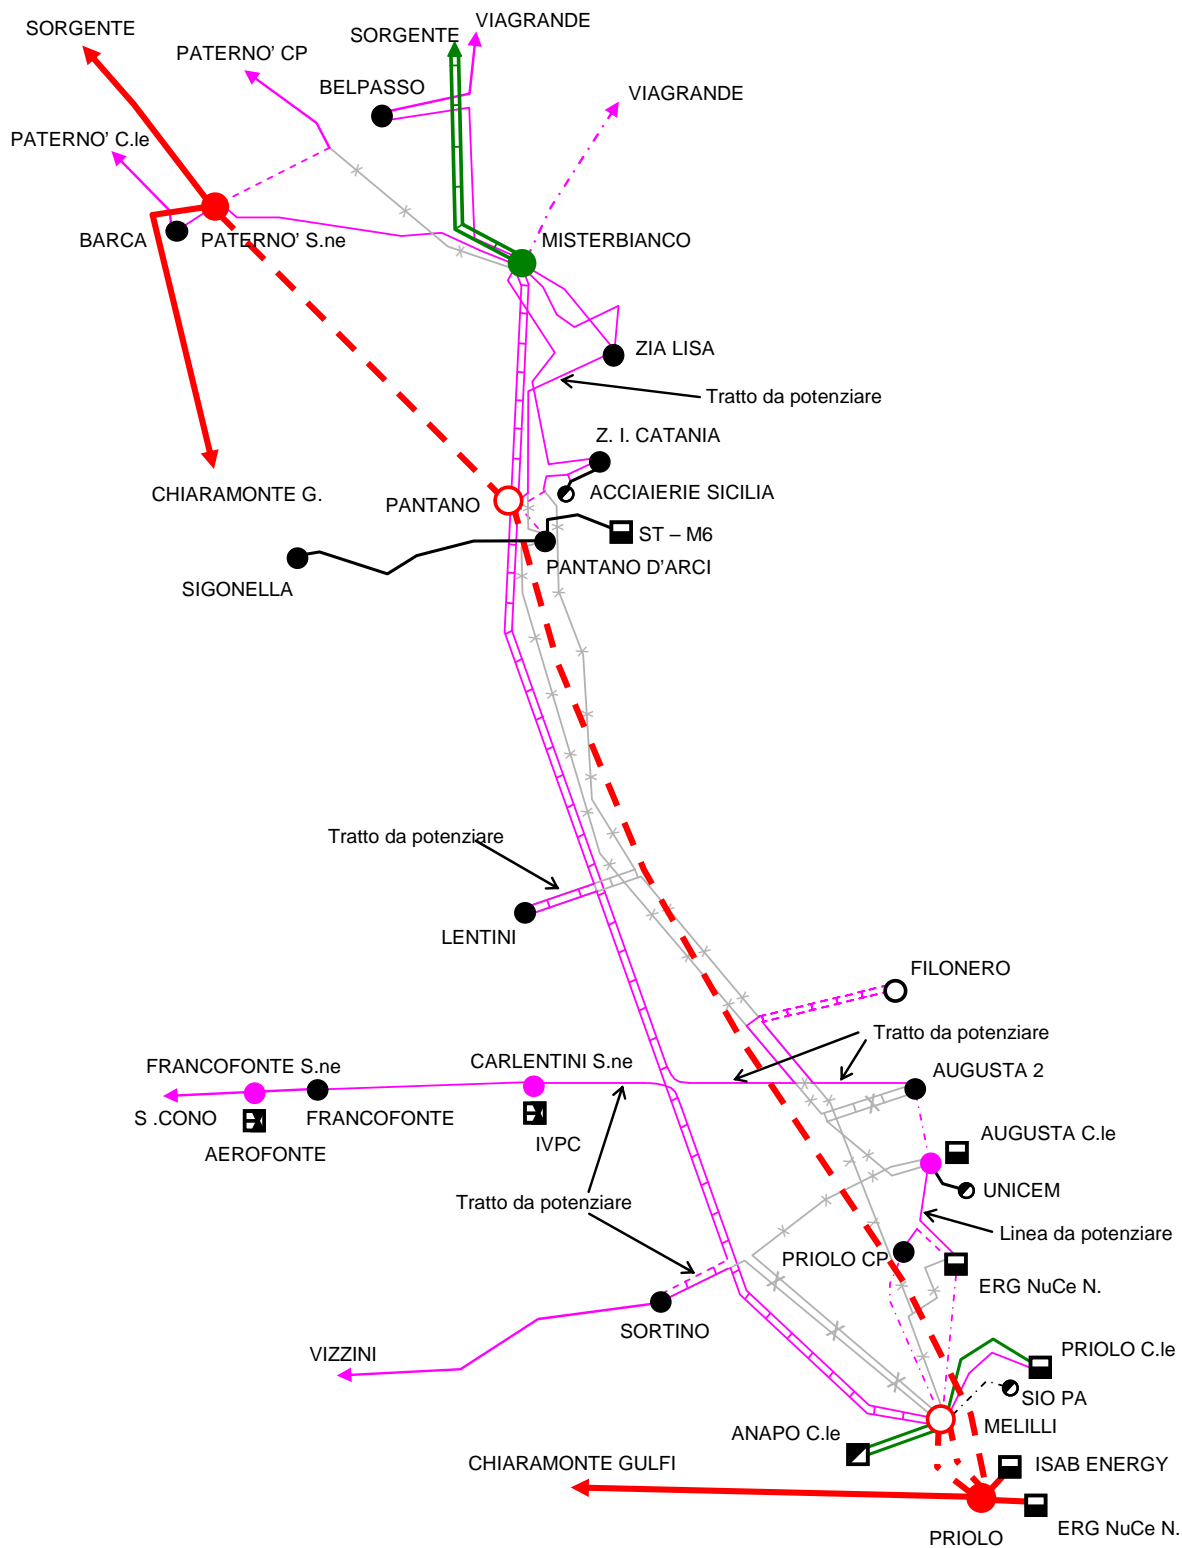 VIAGRANDE
SORGENTE
SORGENTE
PATERNO' CP
BELPASSO
VIAGRANDE
PATERNO' C.le
BARCA
PATERNO' S.ne
MISTERBIANCO
ZIA LISA
Tratto da potenziare
Z. I. CATANIA
CHIARAMONTE G.
PANTANO
ACCIAIERIE SICILIA
ST – M6
PANTANO D'ARCI
SIGONELLA
Tratto da potenziare
LENTINI
FILONERO
Tratto da potenziare
FRANCOFONTE S.ne
CARLENTINI S.ne
AUGUSTA 2
S .CONO
FRANCOFONTE
AEROFONTE
IVPC
AUGUSTA C.le
UNICEM
Tratto da potenziare
Linea da potenziare
PRIOLO CP
ERG NuCe N.
SORTINO
VIZZINI
PRIOLO C.le
SIO PA
MELILLI
ANAPO C.le
CHIARAMONTE GULFI
ISAB ENERGY
ERG NuCe N.
PRIOLO